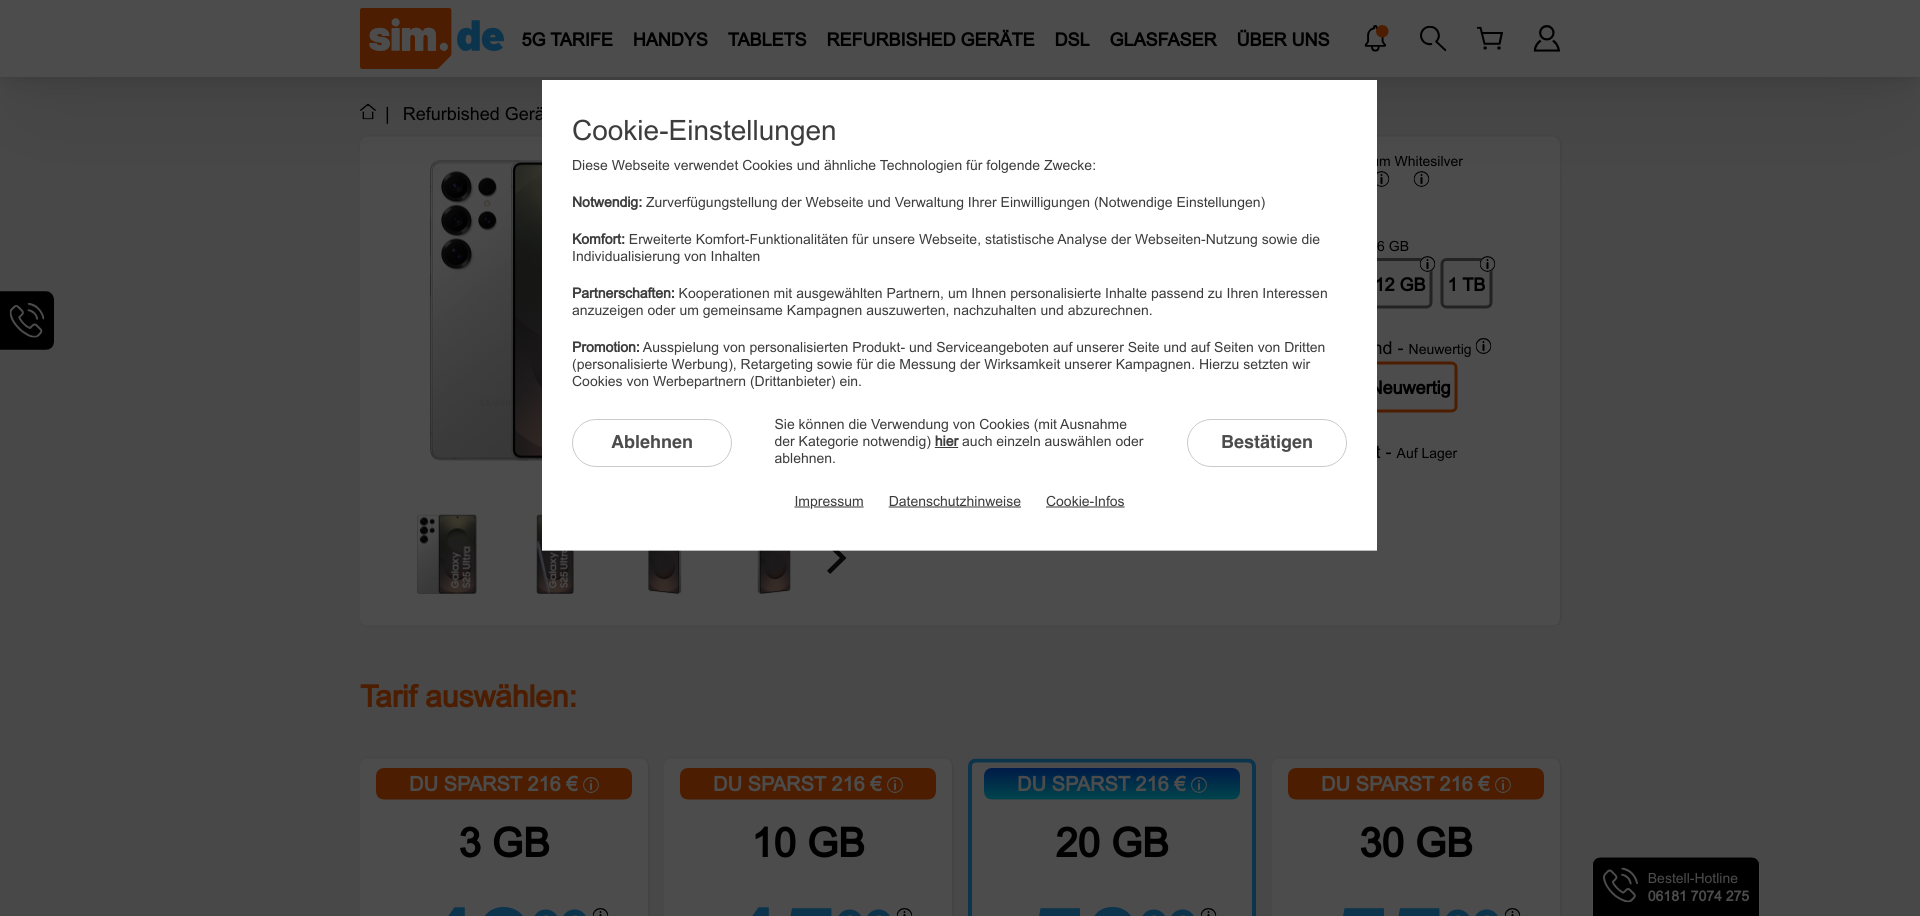 sim.de
5G TARIFE HANDYS TABLETS REFURBISHED GERÄTE DSL GLASFASER ÜBER UNS
| Refurbished Gerä
Cookie-Einstellungen
Diese Webseite verwendet Cookies und ähnliche Technologien für folgende Zwecke:
Notwendig: Zurverfügungstellung der Webseite und Verwaltung Ihrer Einwilligungen (Notwendige Einstellungen)
Komfort: Erweiterte Komfort-Funktionalitäten für unsere Webseite, statistische Analyse der Webseiten-Nutzung sowie die
Individualisierung von Inhalten
Partnerschaften: Kooperationen mit ausgewählten Partnern, um Ihnen personalisierte Inhalte passend zu Ihren Interessen
anzuzeigen oder um gemeinsame Kampagnen auszuwerten, nachzuhalten und abzurechnen.
Promotion: Ausspielung von personalisierten Produkt- und Serviceangeboten auf unserer Seite und auf Seiten von Dritten
(personalisierte Werbung), Retargeting sowie für die Messung der Wirksamkeit unserer Kampagnen. Hierzu setzten wir
Cookies von Werbepartnern (Drittanbieter) ein.
Ablehnen
Sie können die Verwendung von Cookies (mit Ausnahme
der Kategorie notwendig) hier auch einzeln auswählen oder
ablehnen.
Bestätigen
Impressum Datenschutzhinweise Cookie-Infos
m Whitesilver
6 GB
12 GB 1 TB
nd - Neuwertig
Neuwertig
t - Auf Lager
Galaxy
S25 Ultra
Galaxy
S25 Ultra
Tarif auswählen:
DU SPARST 216 € DU SPARST 216 € DU SPARST 216 € DU SPARST 216 €
3 GB 10 GB 20 GB 30 GB
Bestell-Hotline
06181 7074 275